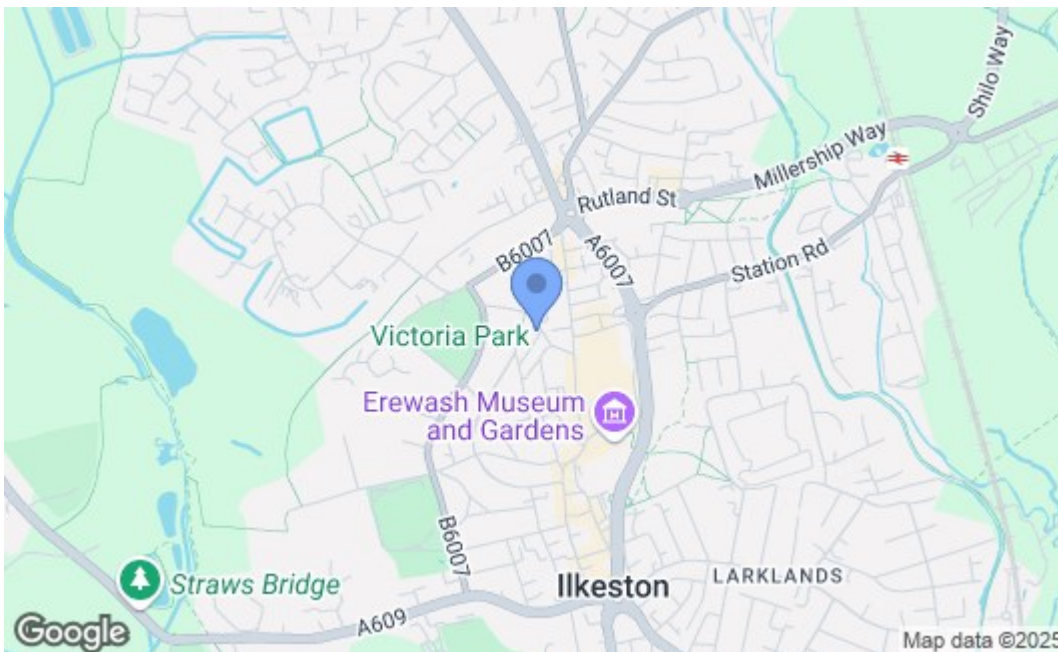 Shilo Way
Millership Way
Rutland St
B6007
A6007
Station Rd
Victoria Park
Erewash Museum
and Gardens
B6007
Straws Bridge
Ilkeston
LARKLANDS
A609
Google
Map data ©2025